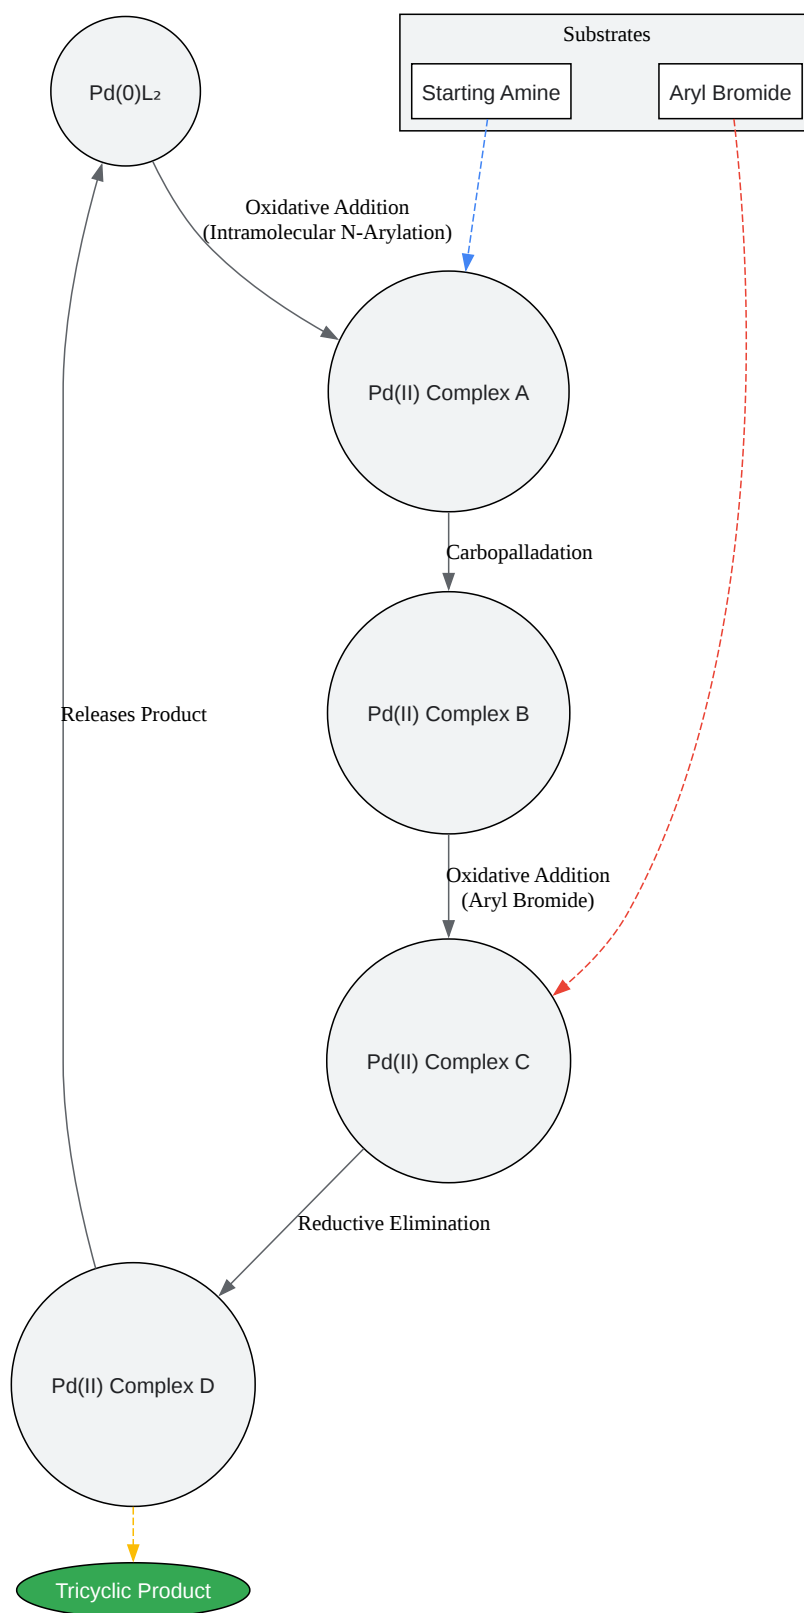 Substrates
Pd(0)L₂
Starting Amine
Aryl Bromide
Oxidative Addition
(Intramolecular N-Arylation)
Pd(II) Complex A
Carbopalladation
Pd(II) Complex B
Releases Product
Oxidative Addition
(Aryl Bromide)
Pd(II) Complex C
Reductive Elimination
Pd(II) Complex D
Tricyclic Product